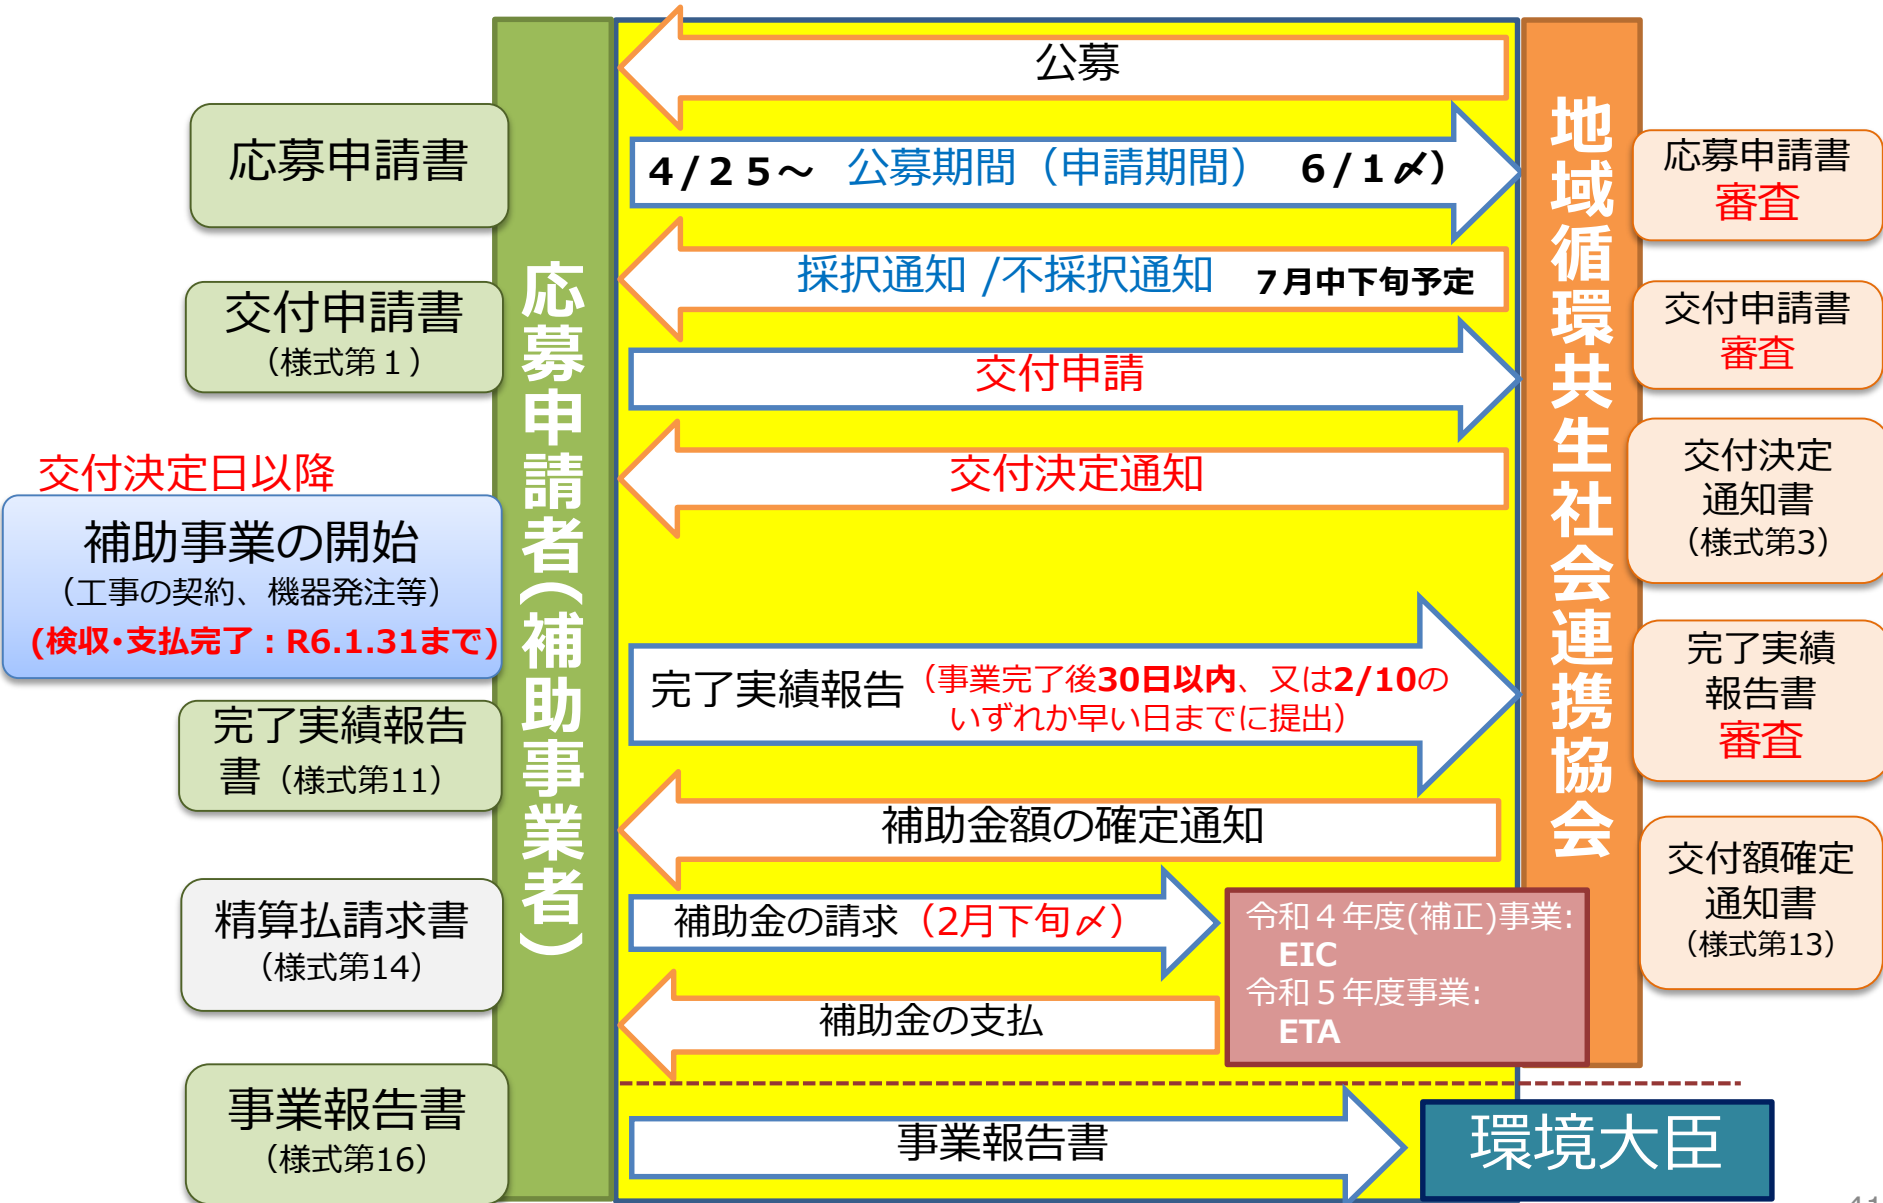 公募
応募申請書
4/25～ 公募期間（申請期間） 6/1〆）
応募申請書
審査
採択通知 /不採択通知 7月中下旬予定
交付申請書
（様式第１）
交付申請書
審査
交付申請
交付決定通知
交付決定
通知書
（様式第3）
交付決定日以降
補助事業の開始
（工事の契約、機器発注等）
(検収・支払完了：R6.1.31まで)
応募申請者(補助事業者)
地域循環共生社会連携協会
完了実績報告（事業完了後30日以内、又は2/10の
いずれか早い日までに提出）
完了実績
報告書
審査
完了実績報告
書（様式第11）
補助金額の確定通知
交付額確定
通知書
（様式第13）
精算払請求書
（様式第14）
補助金の請求（2月下旬〆）
令和４年度(補正)事業:
EIC
令和５年度事業:
ETA
補助金の支払
事業報告書
（様式第16）
事業報告書
環境大臣